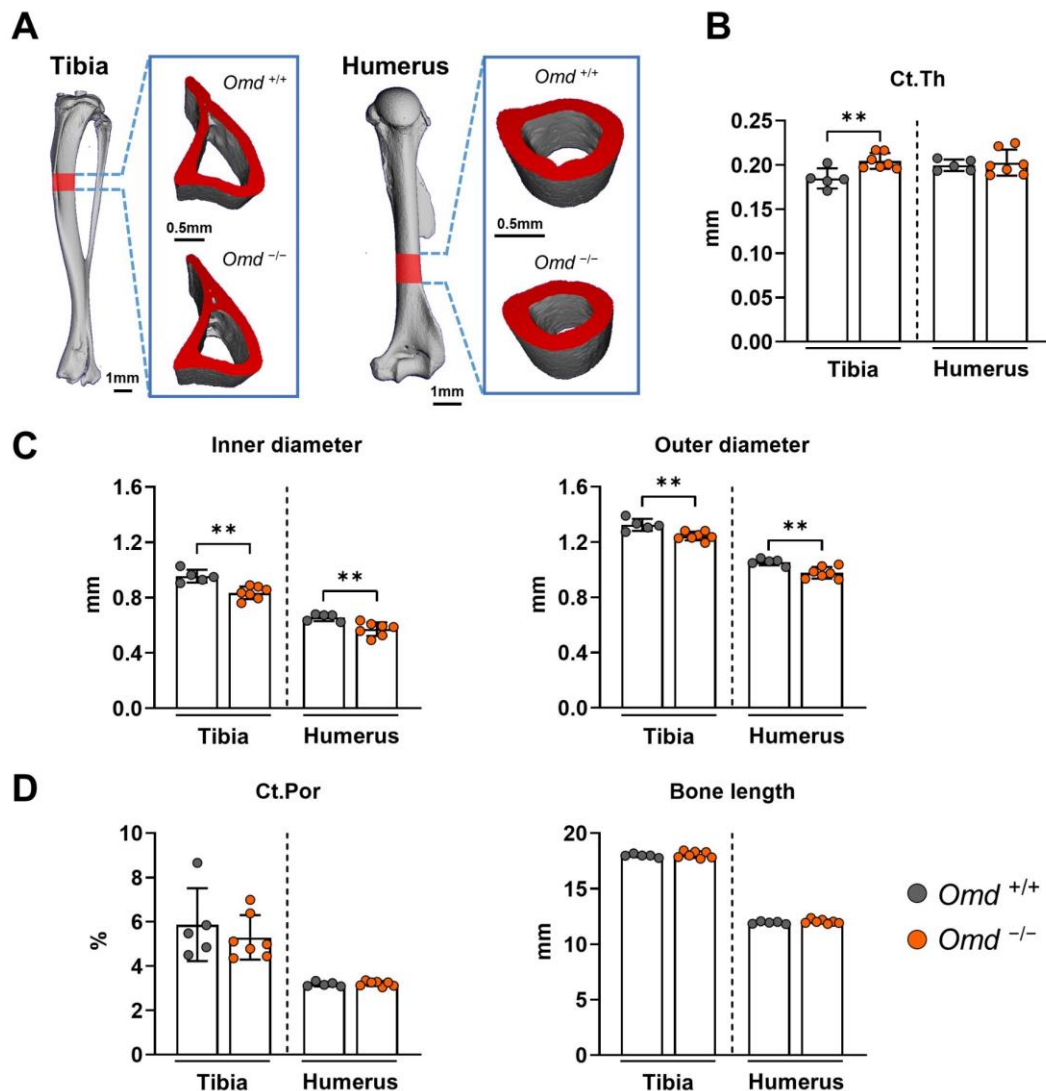 A
Tibia
Omd +/+
0.5mm
Omd −/−
1mm
Humerus
Omd +/+
0.5mm
Omd −/−
1mm
B
Ct.Th
mm
0.25
0.20
0.15
0.10
0.05
0.00
**
Tibia
Humerus
C
Inner diameter
mm
1.6
1.2
0.8
0.4
0.0
**
**
Tibia
Humerus
Outer diameter
mm
1.6
1.2
0.8
0.4
0.0
**
**
Tibia
Humerus
D
Ct.Por
%
10
8
6
4
2
0
Tibia
Humerus
Bone length
mm
20
15
10
5
0
Tibia
Humerus
Omd +/+
Omd −/−